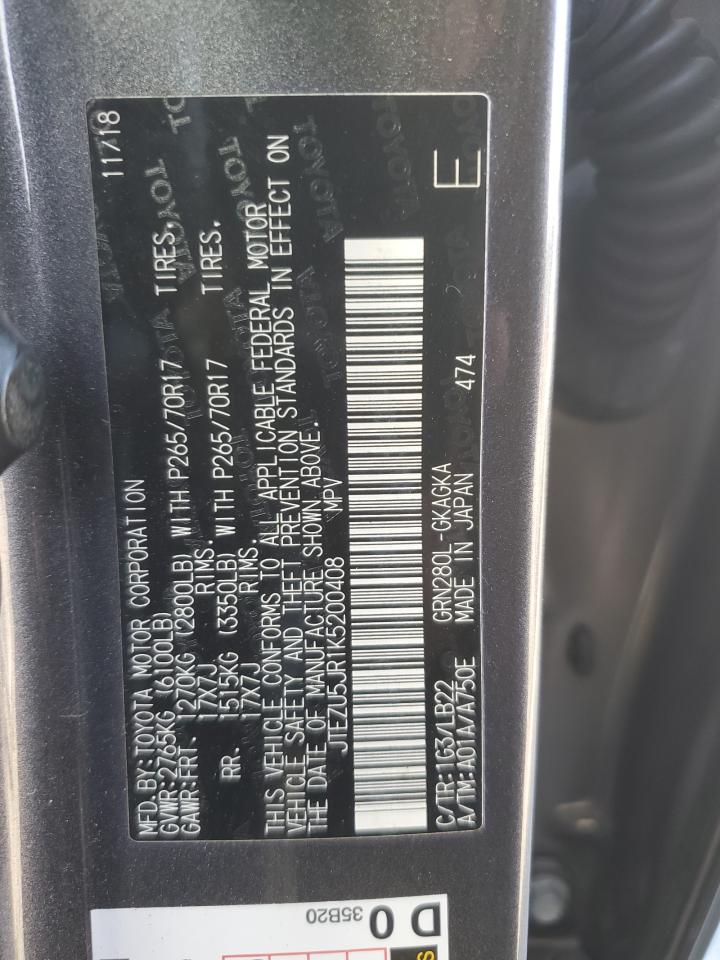 MFD. BY: TOYOTA MOTOR CORPORATION 11/18
GVWR: 2765KG (6100LB)
GAWR: FRT. 1270KG (2800LB) WITH P265/70R17 TIRES,
17X7J RIMS.
RR. 1515KG (3350LB) WITH P265/70R17 TIRES.
17X7J RIMS.
THIS VEHICLE CONFORMS TO ALL APPLICABLE FEDERAL MOTOR
VEHICLE SAFETY AND THEFT PREVENTION STANDARDS IN EFFECT ON
THE DATE OF MANUFACTURE SHOWN ABOVE.
JTEZU5JR1K5200408 MPV
C/TR: 1G3/LB22 GRN280L-GKAGKA
A/TM: A01A/A750E MADE IN JAPAN 474
E
35B20
D 0